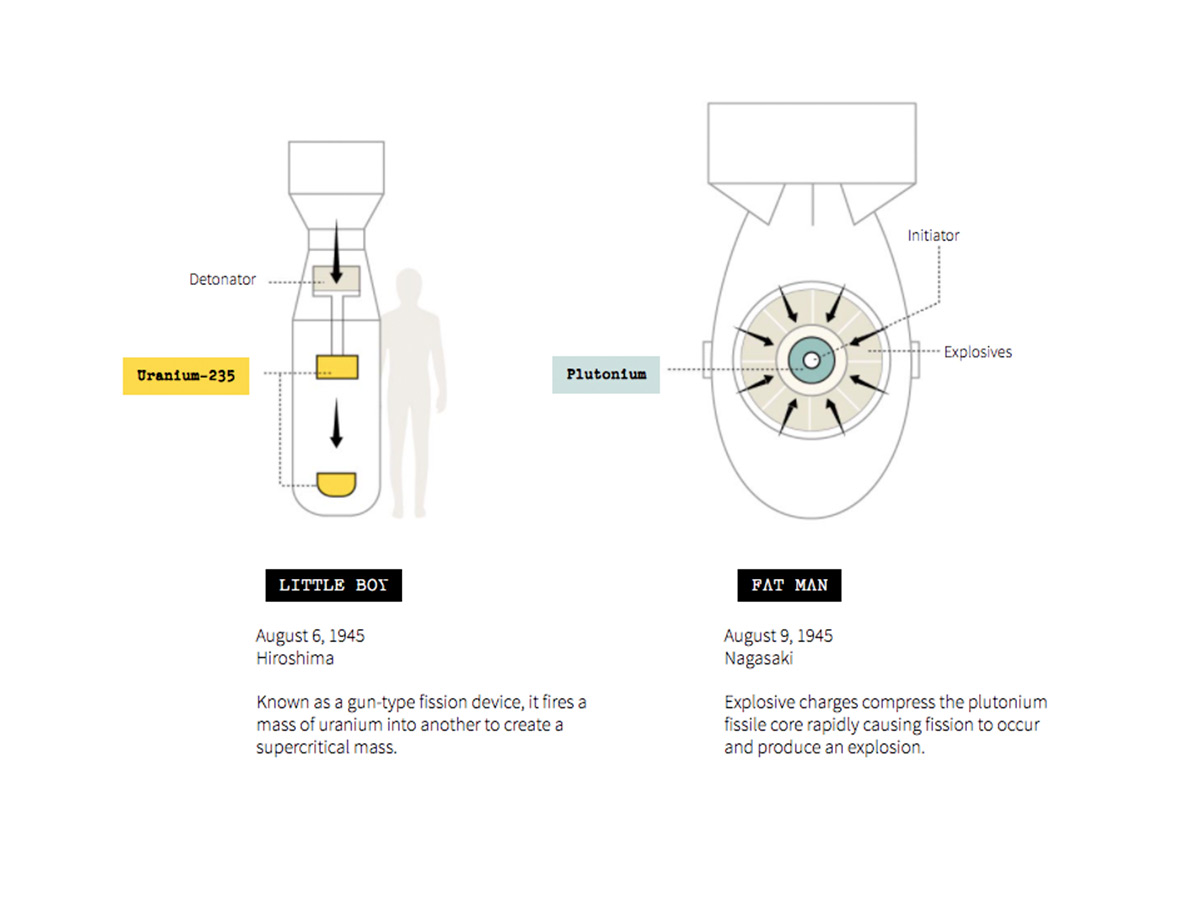 Initiator
Detonator
Explosives
Uranium-235
Plutonium
LITTLE BOY
August 6, 1945
Hiroshima
Known as a gun-type fission device, it fires a
mass of uranium into another to create a
supercritical mass.
FAT MAN
August 9, 1945
Nagasaki
Explosive charges compress the plutonium
fissile core rapidly causing fission to occur
and produce an explosion.